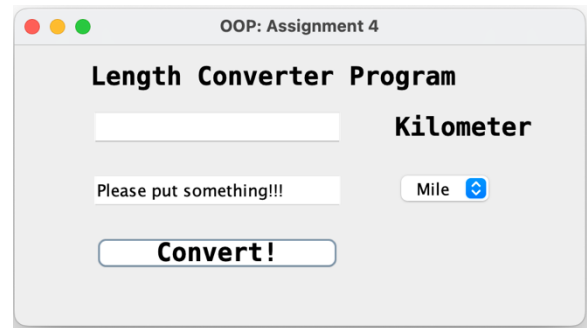 OOP: Assignment 4
Length Converter Program
Kilometer
Please put something!!!
Mile
Convert!